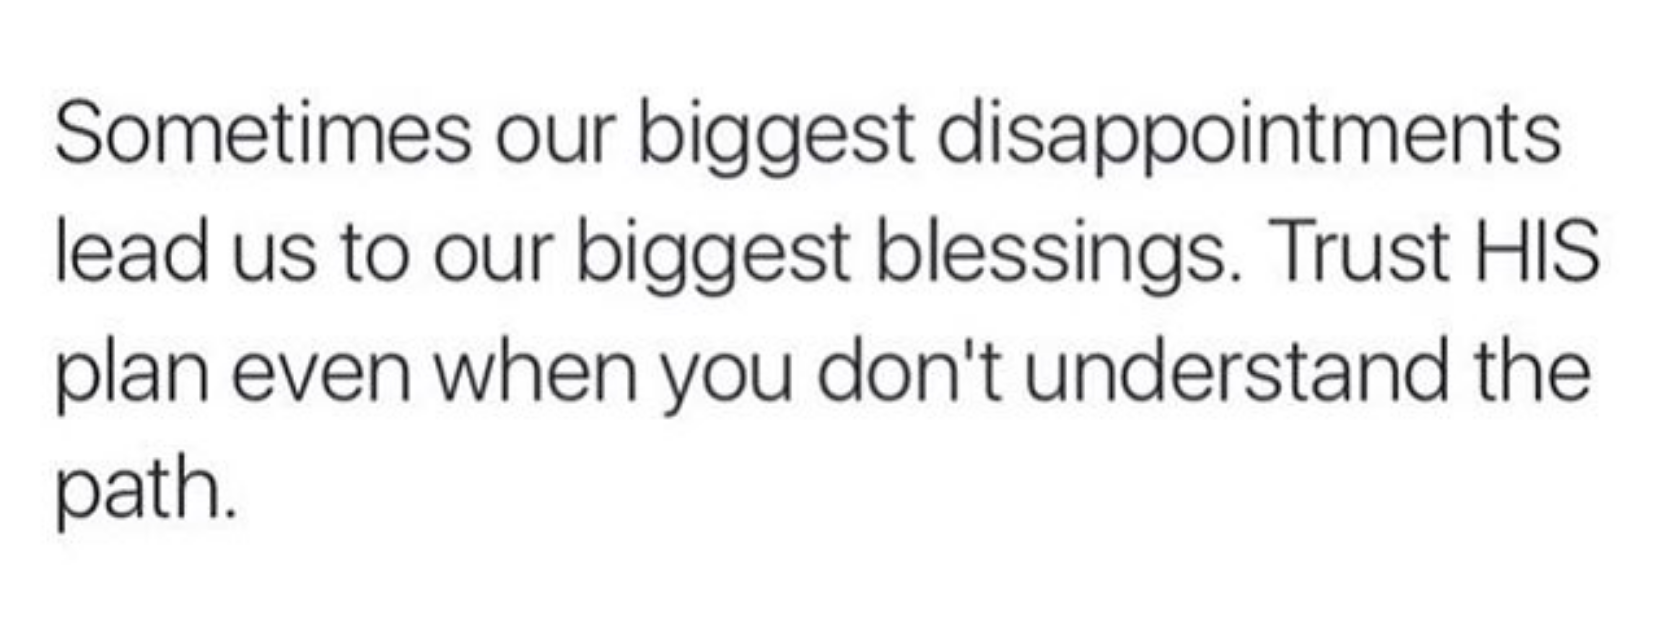 Sometimes our biggest disappointments
lead us to our biggest blessings. Trust HIS
plan even when you don't understand the
path.